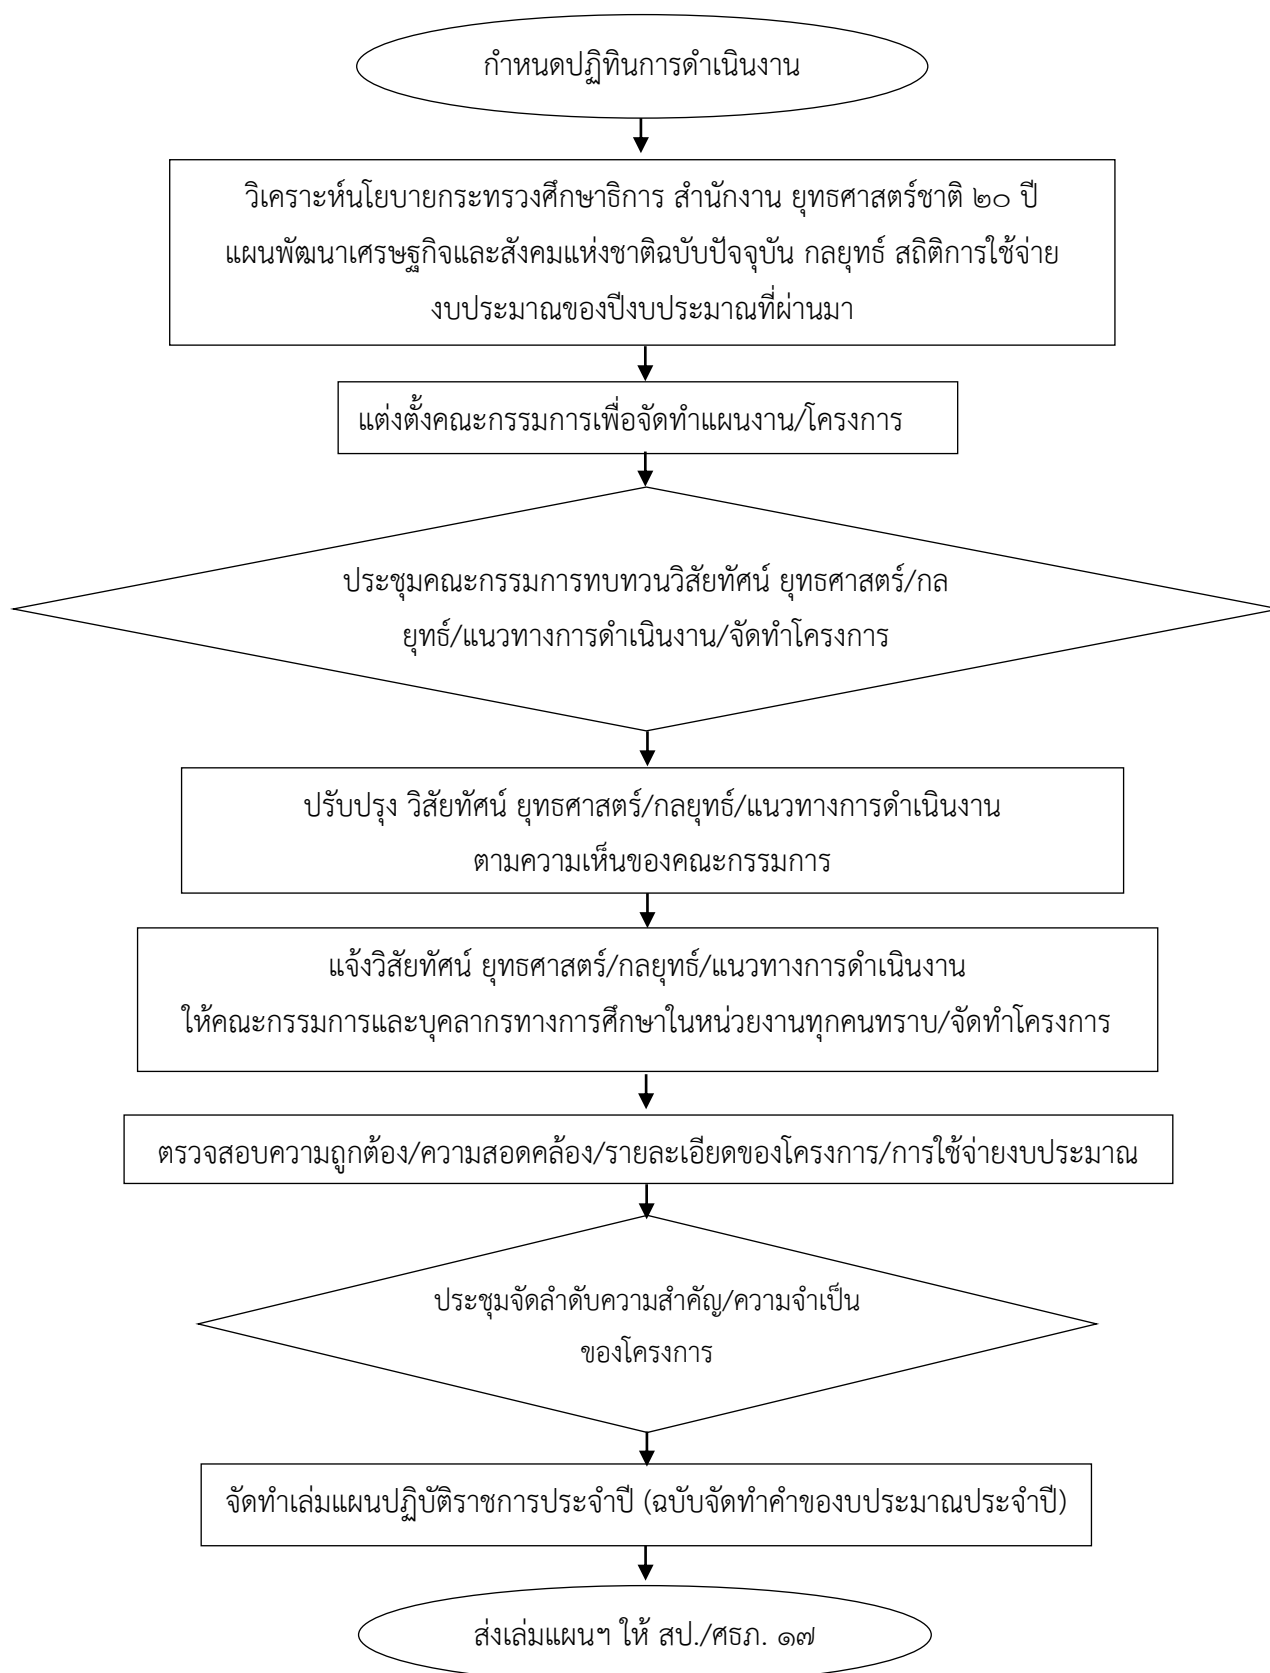 กำหนดปฏิทินการดำเนินงาน
วิเคราะห์นโยบายกระทรวงศึกษาธิการ สำนักงาน ยุทธศาสตร์ชาติ ๒๐ ปี
แผนพัฒนาเศรษฐกิจและสังคมแห่งชาติฉบับปัจจุบัน กลยุทธ์ สถิติการใช้จ่าย
งบประมาณของปีงบประมาณที่ผ่านมา
แต่งตั้งคณะกรรมการเพื่อจัดทำแผนงาน/โครงการ
ประชุมคณะกรรมการทบทวนวิสัยทัศน์ ยุทธศาสตร์/กล
ยุทธ์/แนวทางการดำเนินงาน/จัดทำโครงการ
ปรับปรุง วิสัยทัศน์ ยุทธศาสตร์/กลยุทธ์/แนวทางการดำเนินงาน
ตามความเห็นของคณะกรรมการ
แจ้งวิสัยทัศน์ ยุทธศาสตร์/กลยุทธ์/แนวทางการดำเนินงาน
ให้คณะกรรมการและบุคลากรทางการศึกษาในหน่วยงานทุกคนทราบ/จัดทำโครงการ
ตรวจสอบความถูกต้อง/ความสอดคล้อง/รายละเอียดของโครงการ/การใช้จ่ายงบประมาณ
ประชุมจัดลำดับความสำคัญ/ความจำเป็น
ของโครงการ
จัดทำเล่มแผนปฏิบัติราชการประจำปี (ฉบับจัดทำคำของบประมาณประจำปี)
ส่งเล่มแผนฯ ให้ สป./ศธภ. ๑๗